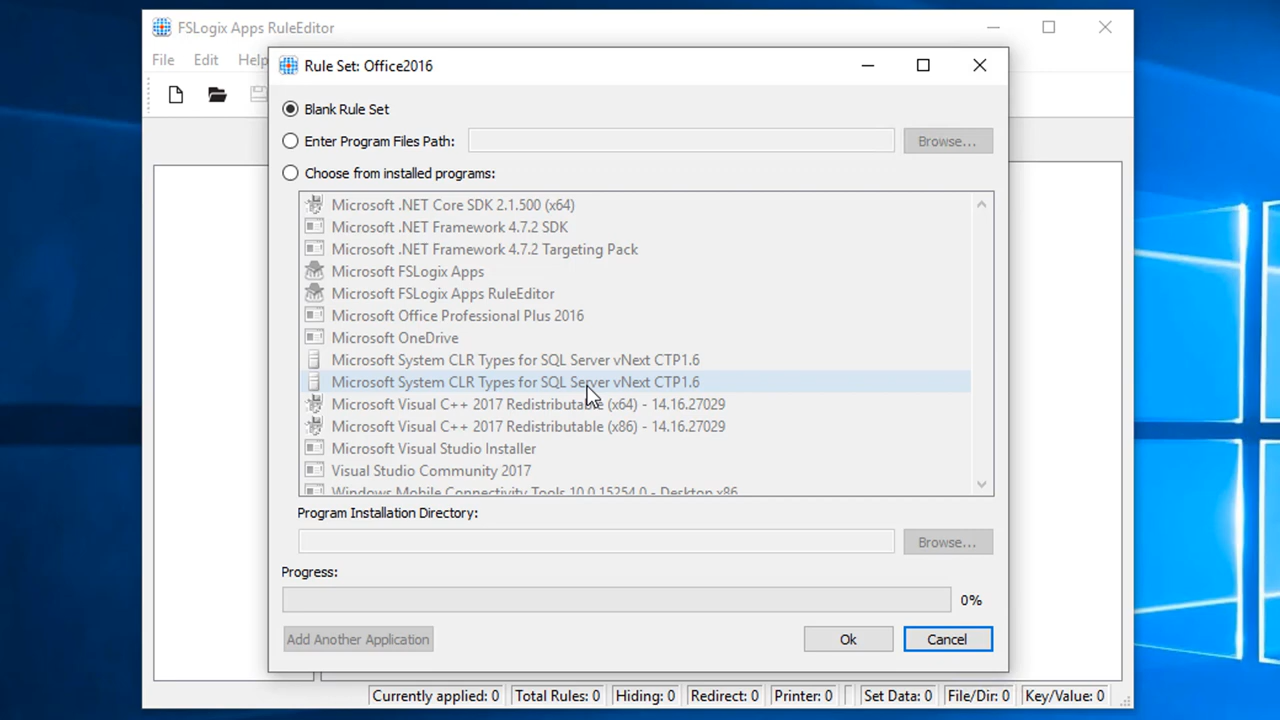 FSLogix Apps RuleEditor
File Edit Help
Rule Set: Office2016
Blank Rule Set
Enter Program Files Path: Browse...
Choose from installed programs:
Microsoft .NET Core SDK 2.1.500 (x64)
Microsoft .NET Framework 4.7.2 SDK
Microsoft .NET Framework 4.7.2 Targeting Pack
Microsoft FSLogix Apps
Microsoft FSLogix Apps RuleEditor
Microsoft Office Professional Plus 2016
Microsoft OneDrive
Microsoft System CLR Types for SQL Server vNext CTP1.6
Microsoft System CLR Types for SQL Server vNext CTP1.6
Microsoft Visual C++ 2017 Redistributable (x64) - 14.16.27029
Microsoft Visual C++ 2017 Redistributable (x86) - 14.16.27029
Microsoft Visual Studio Installer
Visual Studio Community 2017
Windows Mobile Connectivity Tools 10.0.15254.0 - Desktop x86
Program Installation Directory:
Browse...
Progress:
0%
Add Another Application Ok Cancel
Currently applied: 0 Total Rules: 0 Hiding: 0 Redirect: 0 Printer: 0 Set Data: 0 File/Dir: 0 Key/Value: 0